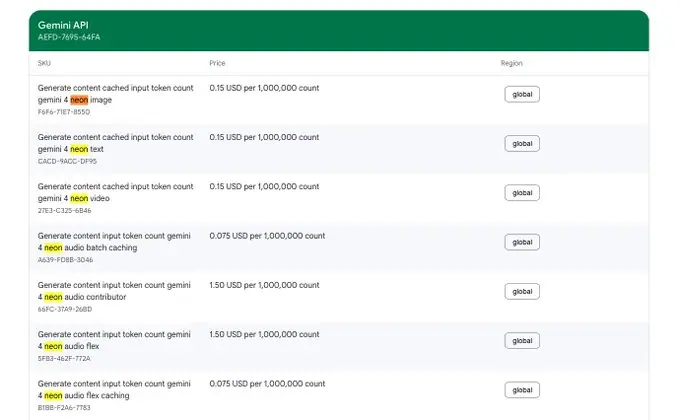 Gemini API
AEFD-7695-64FA
SKU Price Region
Generate content cached input token count 0.15 USD per 1,000,000 count global
gemini 4 neon image
F6F6-71E7-8550
Generate content cached input token count 0.15 USD per 1,000,000 count global
gemini 4 neon text
CACD-9ACC-DF95
Generate content cached input token count 0.15 USD per 1,000,000 count global
gemini 4 neon video
27E3-C325-6B46
Generate content input token count gemini 0.075 USD per 1,000,000 count global
4 neon audio batch caching
A639-FD8B-3046
Generate content input token count gemini 1.50 USD per 1,000,000 count global
4 neon audio contributor
66FC-37A9-26BD
Generate content input token count gemini 1.50 USD per 1,000,000 count global
4 neon audio flex
5FB3-462F-772A
Generate content input token count gemini 0.075 USD per 1,000,000 count global
4 neon audio flex caching
B1BB-F2A6-7783